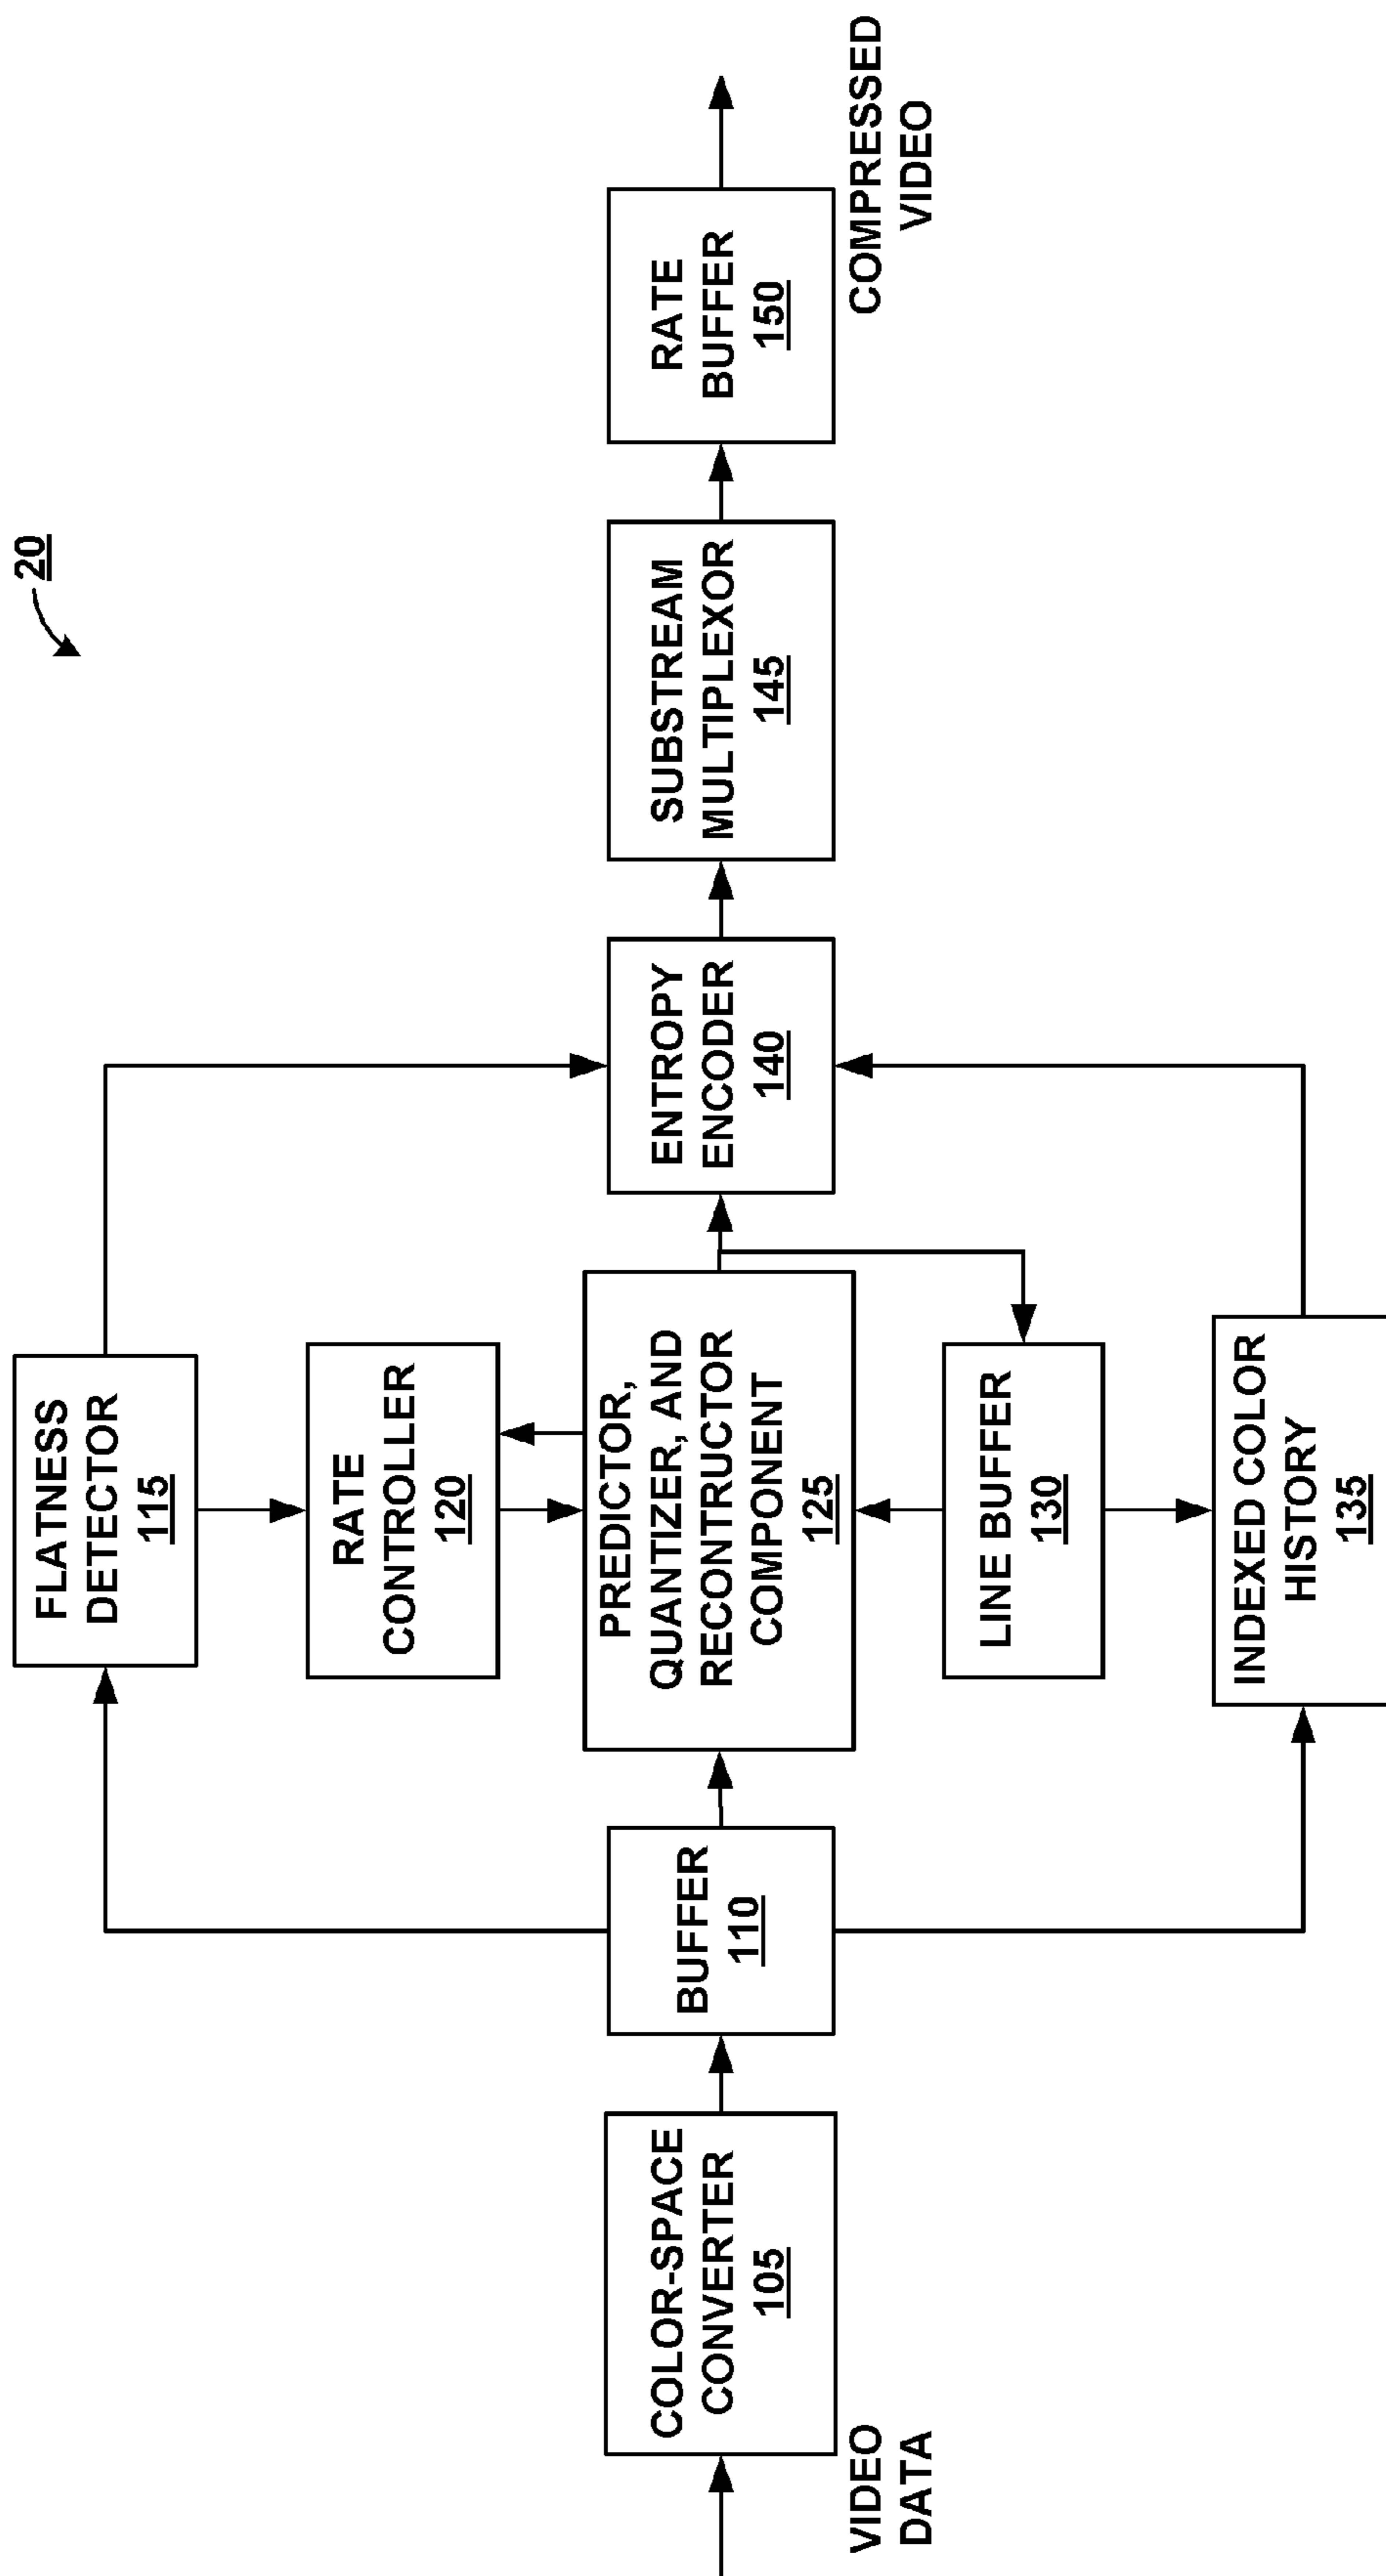 20
VIDEO
DATA
COLOR-SPACE
CONVERTER
105
BUFFER
110
FLATNESS
DETECTOR
115
RATE
CONTROLLER
120
PREDICTOR,
QUANTIZER, AND
RECONTRUCTOR
COMPONENT
125
LINE BUFFER
130
INDEXED COLOR
HISTORY
135
ENTROPY
ENCODER
140
SUBSTREAM
MULTIPLEXOR
145
RATE
BUFFER
150
COMPRESSED
VIDEO